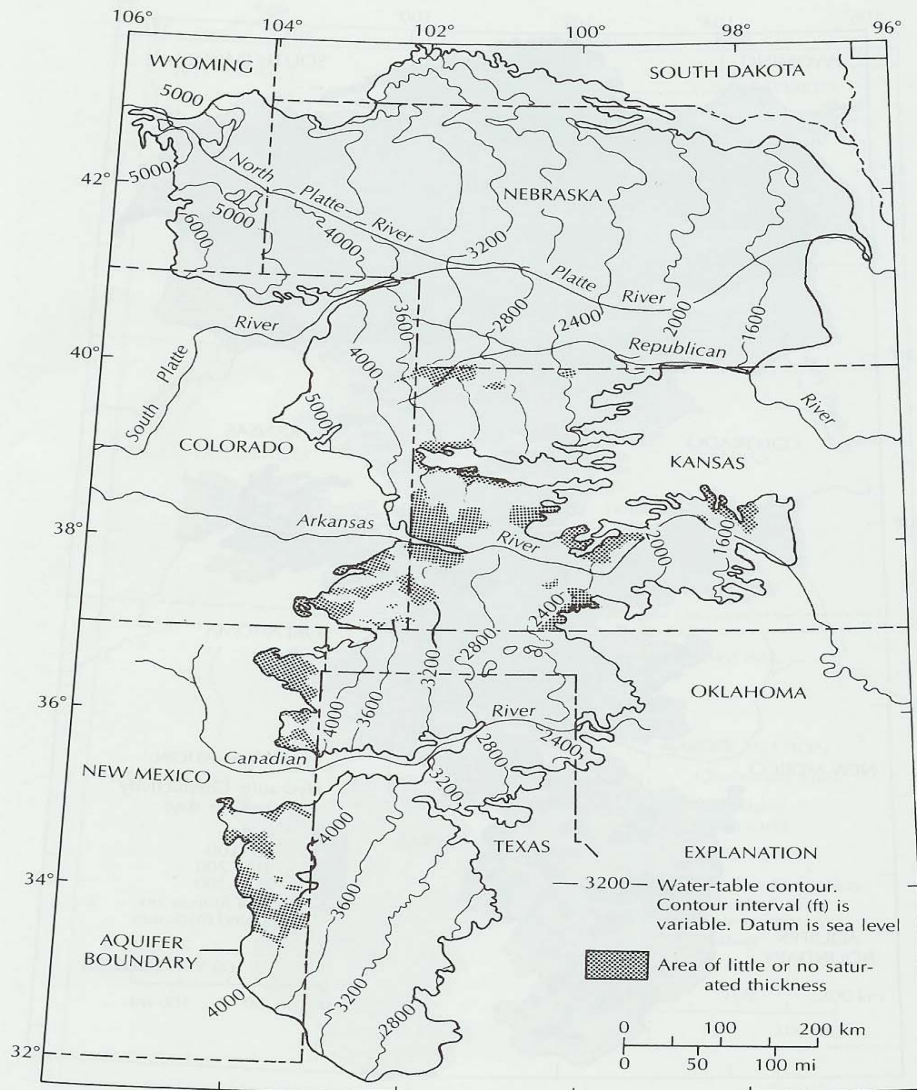 106°
104°
102°
100°
98°
96°
WYOMING
SOUTH DAKOTA
5000
5000
42°
North
Platte
River
NEBRASKA
5000
6000
4000
3200
Platte
River
3600
2800
2400
2000
1600
River
Platte
South
40°
4000
Republican
River
5000
COLORADO
KANSAS
38°
Arkansas
River
2000
1600
2400
2800
3200
36°
OKLAHOMA
4000
3600
River
Canadian
2400
2800
3200
NEW MEXICO
4000
TEXAS
3600
34°
EXPLANATION
3200
Water-table contour.
Contour interval (ft) is
variable. Datum is sea level
AQUIFER
BOUNDARY
Area of little or no satur-
ated thickness
4000
3200
2800
32°
0 100 200 km
0 50 100 mi